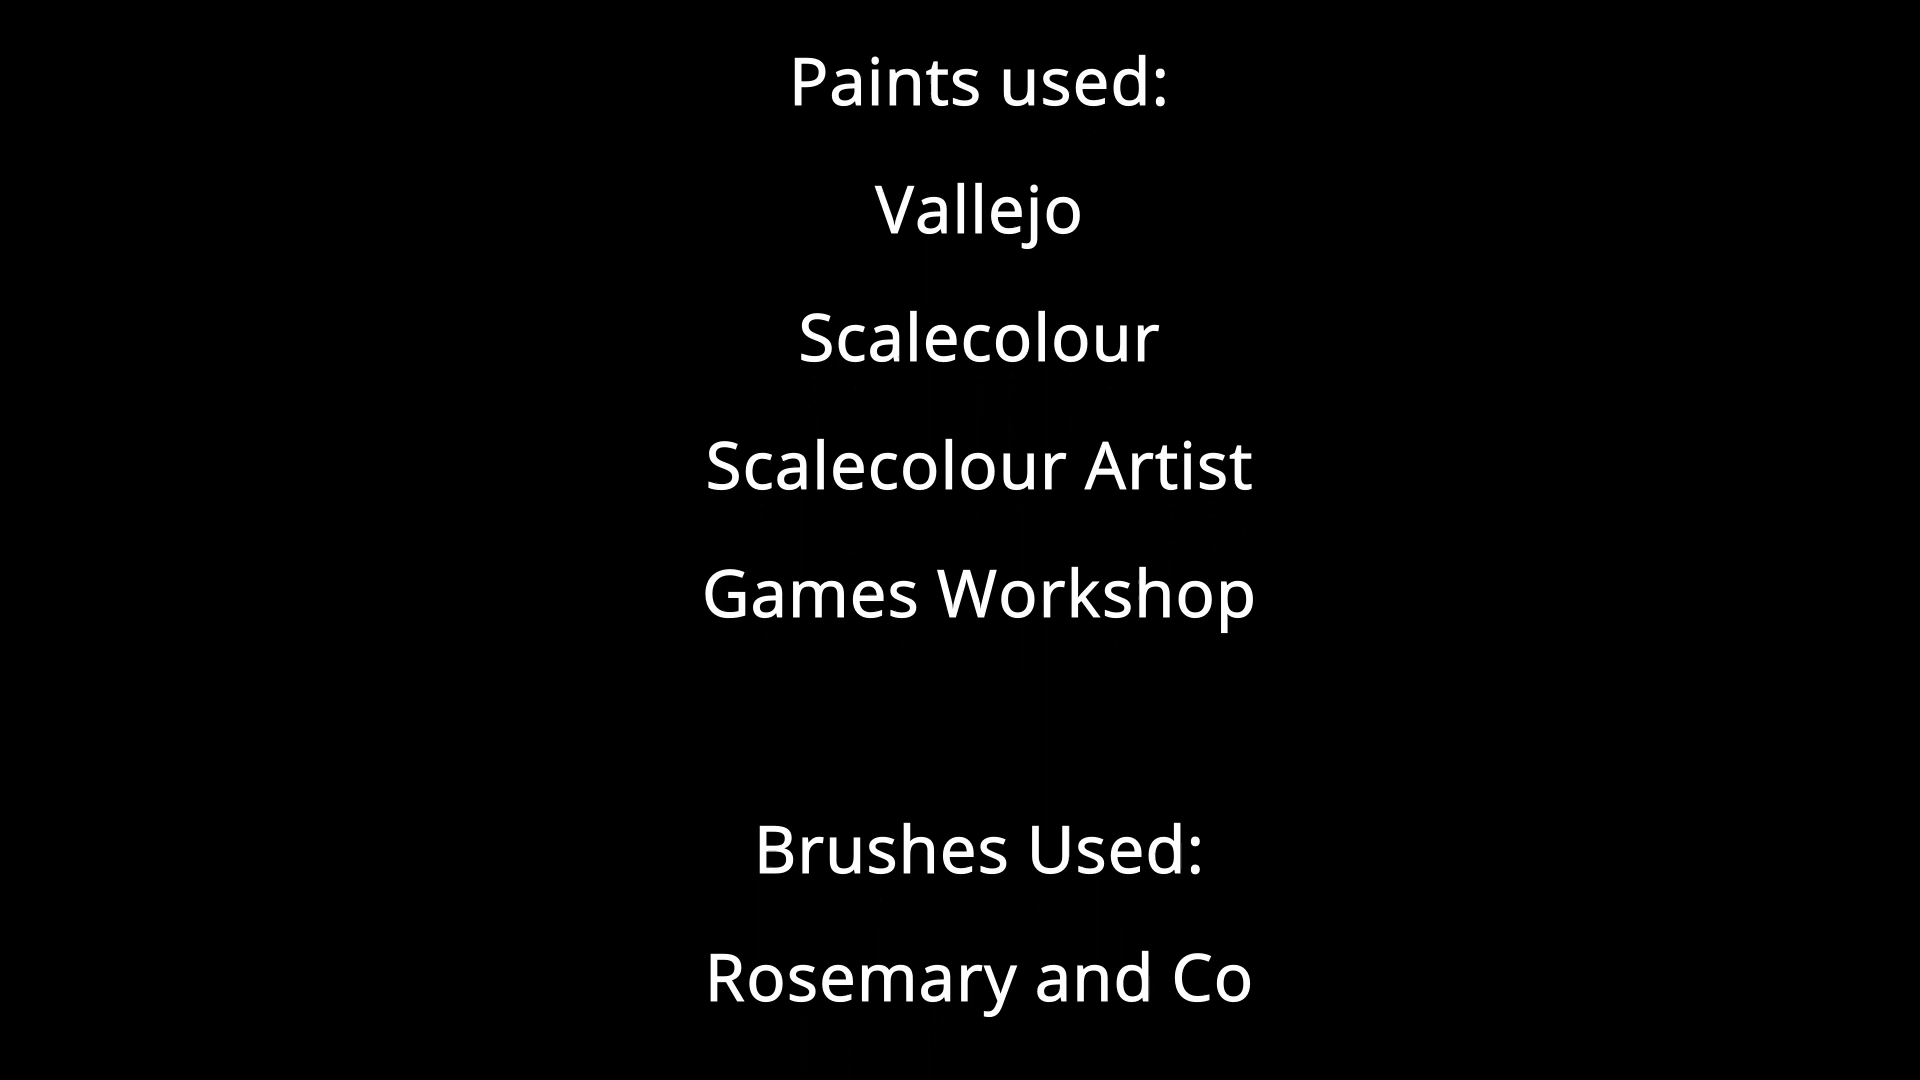 Paints used:
Vallejo
Scalecolour
Scalecolour Artist
Games Workshop
Brushes Used:
Rosemary and Co